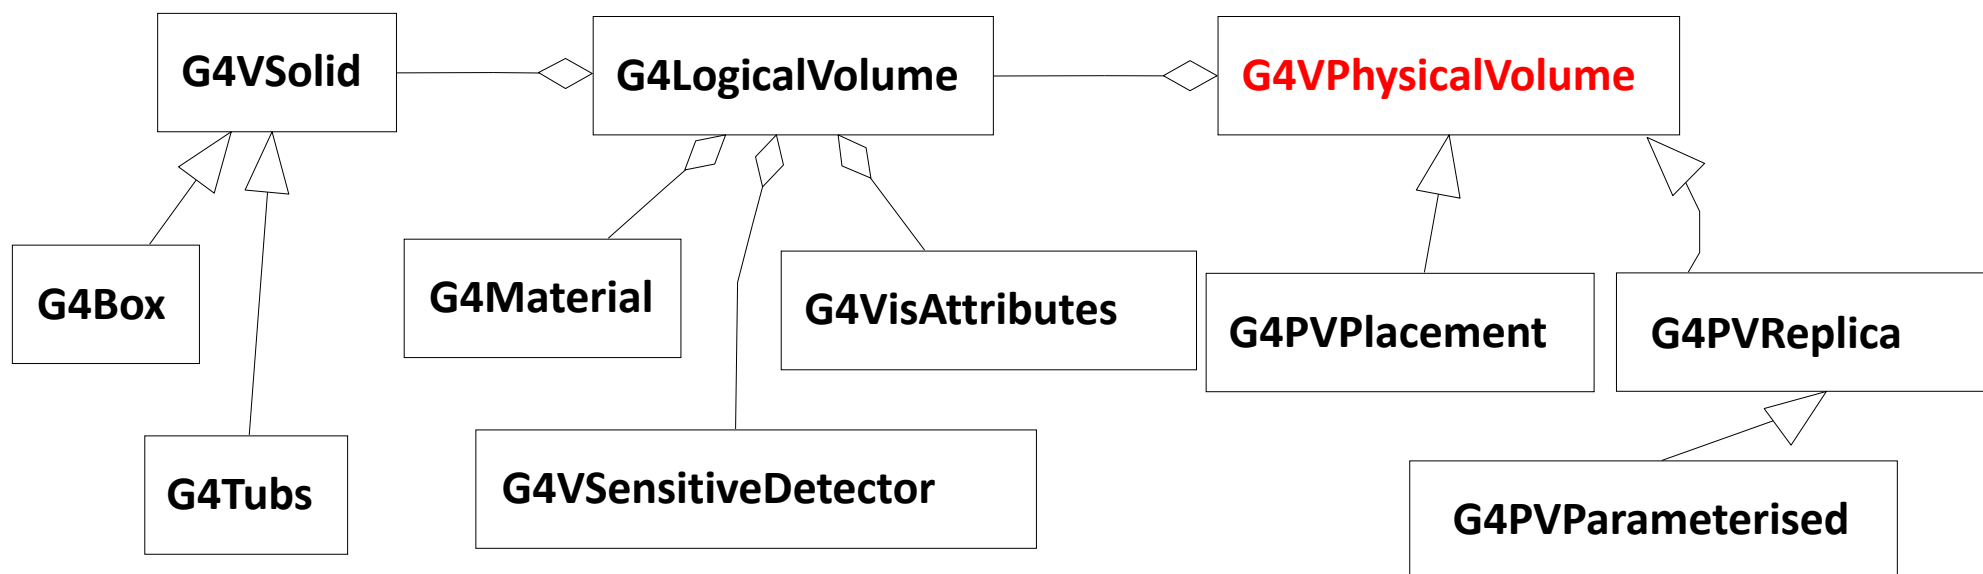 G4VSolid
G4LogicalVolume
G4VPhysicalVolume
G4Box
G4Material
G4VisAttributes
G4PVPlacement
G4PVReplica
G4Tubs
G4VSensitiveDetector
G4PVParameterised